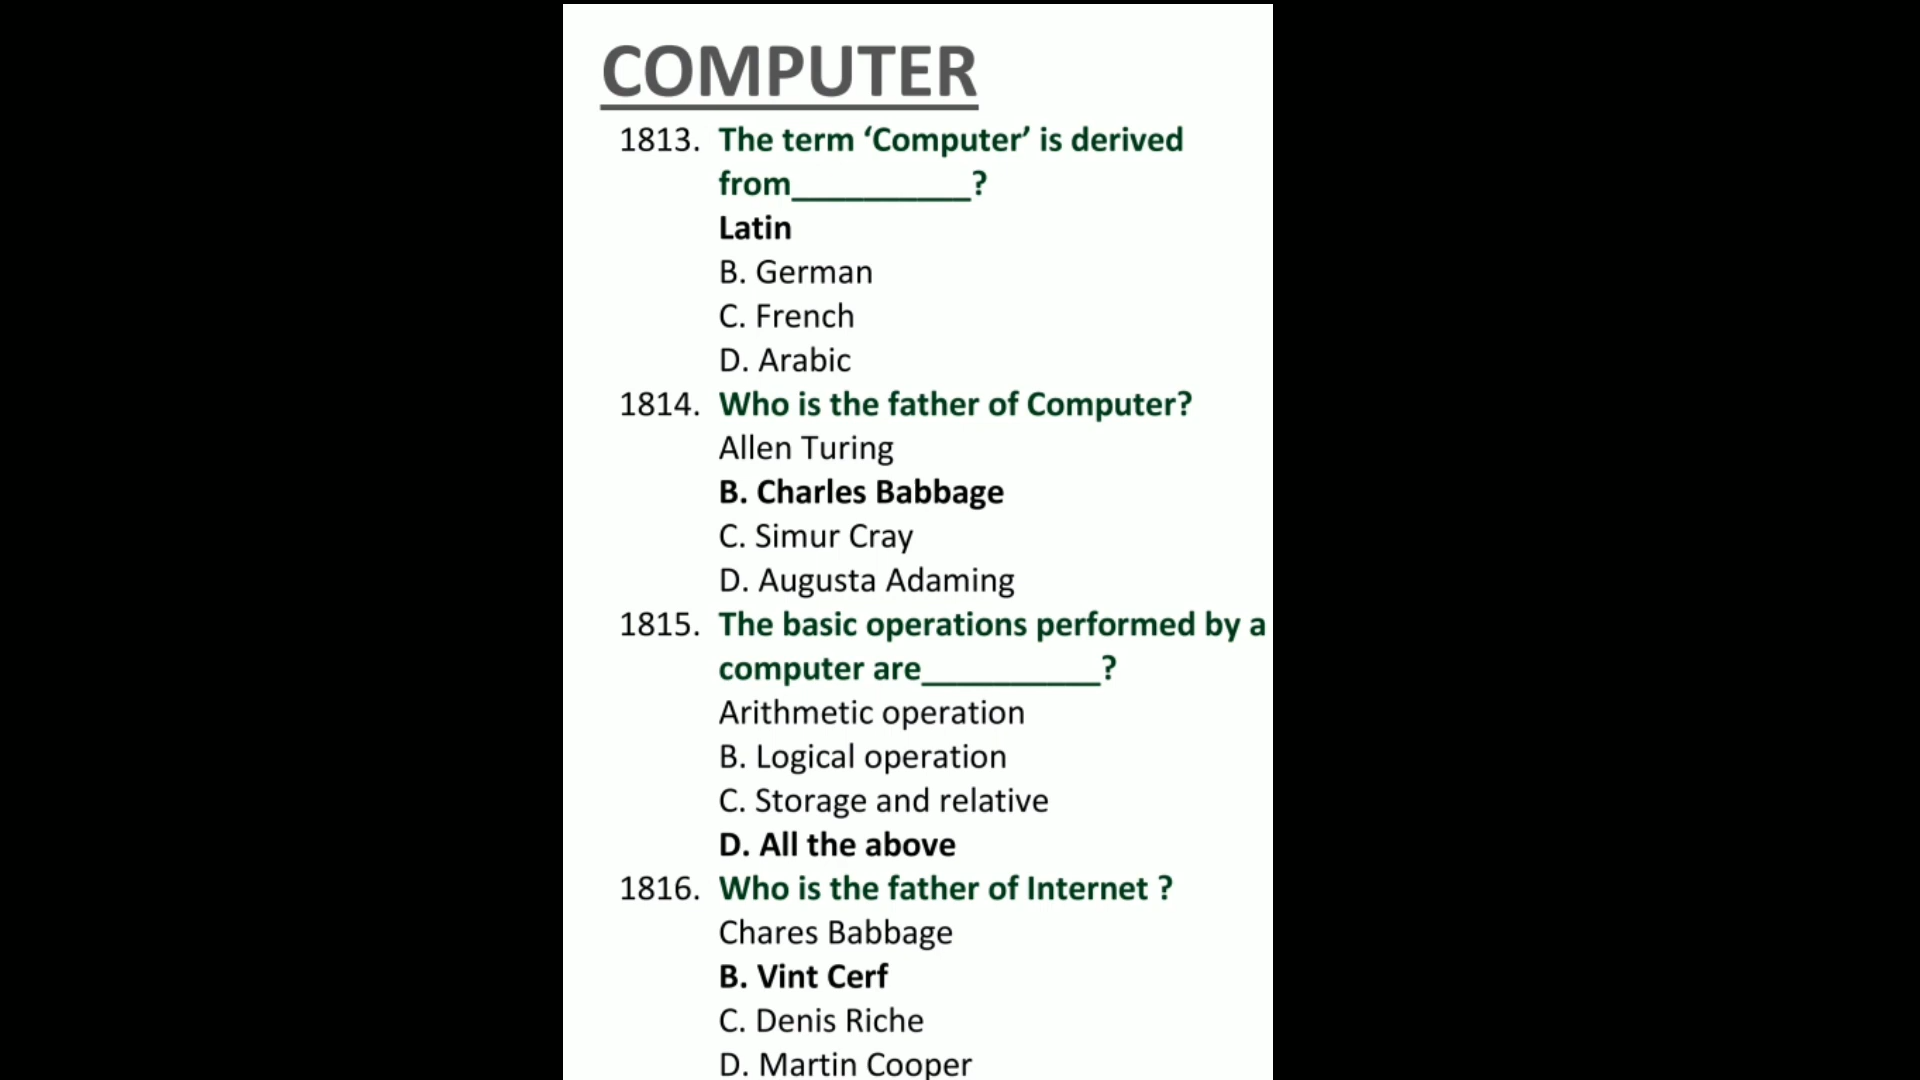 COMPUTER
1813. The term ‘Computer’ is derived
from__________?
Latin
B. German
C. French
D. Arabic
1814. Who is the father of Computer?
Allen Turing
B. Charles Babbage
C. Simur Cray
D. Augusta Adaming
1815. The basic operations performed by a
computer are__________?
Arithmetic operation
B. Logical operation
C. Storage and relative
D. All the above
1816. Who is the father of Internet ?
Chares Babbage
B. Vint Cerf
C. Denis Riche
D. Martin Cooper